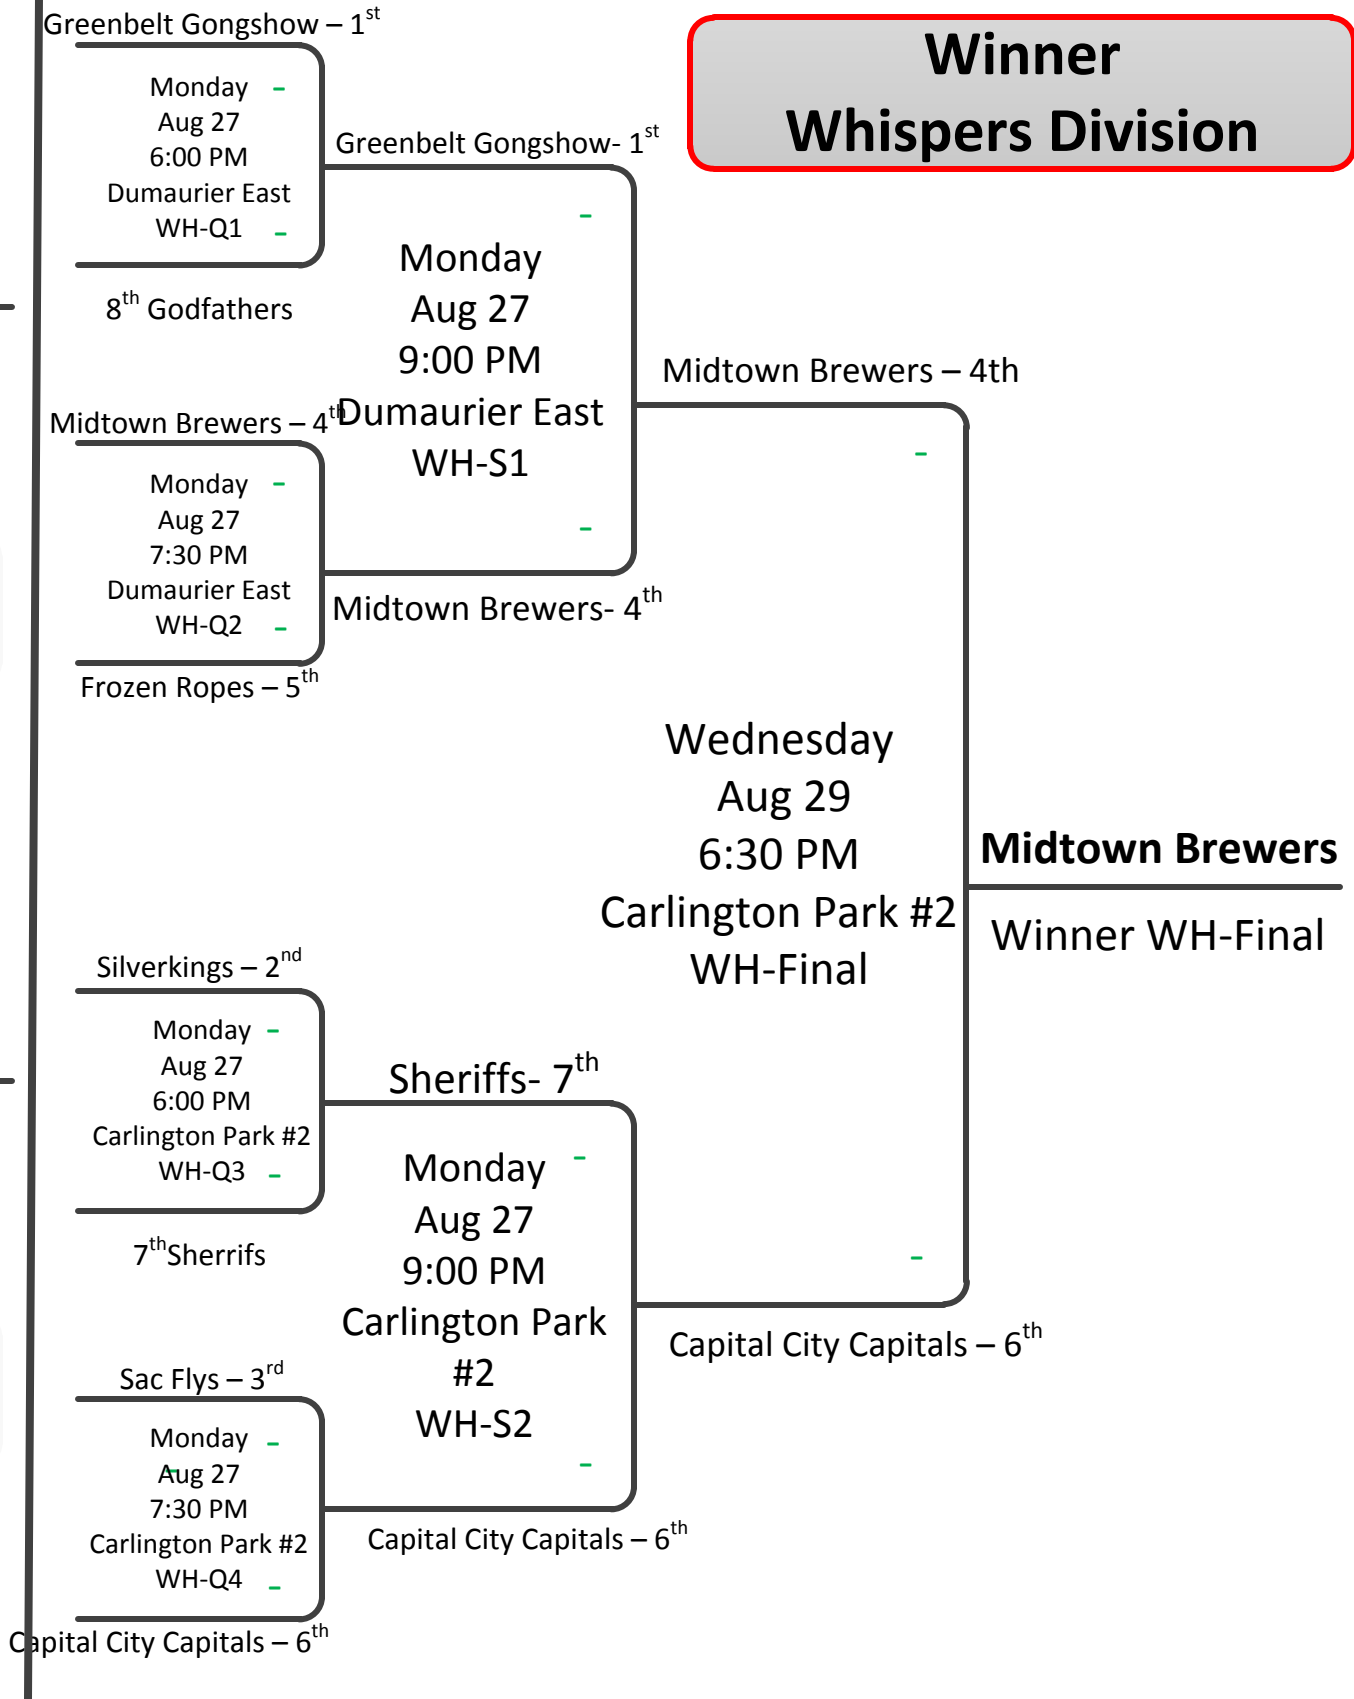 Greenbelt Gongshow – 1st
Winner
Whispers Division
Monday -
Aug 27
6:00 PM
Dumaurier East
WH-Q1 -
8th Godfathers
Greenbelt Gongshow- 1st
-
Monday
Aug 27
9:00 PM
Dumaurier East
WH-S1
-
Midtown Brewers- 4th
Midtown Brewers – 4th
Monday -
Aug 27
7:30 PM
Dumaurier East
WH-Q2 -
Frozen Ropes – 5th
Midtown Brewers – 4th
-
Wednesday
Aug 29
6:30 PM
Carlington Park #2
WH-Final
-
Capital City Capitals – 6th
Midtown Brewers
Winner WH-Final
Silverkings – 2nd
Monday -
Aug 27
6:00 PM
Carlington Park #2
WH-Q3 -
7thSherrifs
Sheriffs- 7th
Monday -
Aug 27
9:00 PM
Carlington Park
#2
WH-S2
-
Capital City Capitals – 6th
Sac Flys – 3rd
Monday -
-
Aug 27
7:30 PM
Carlington Park #2
WH-Q4 -
Capital City Capitals – 6th